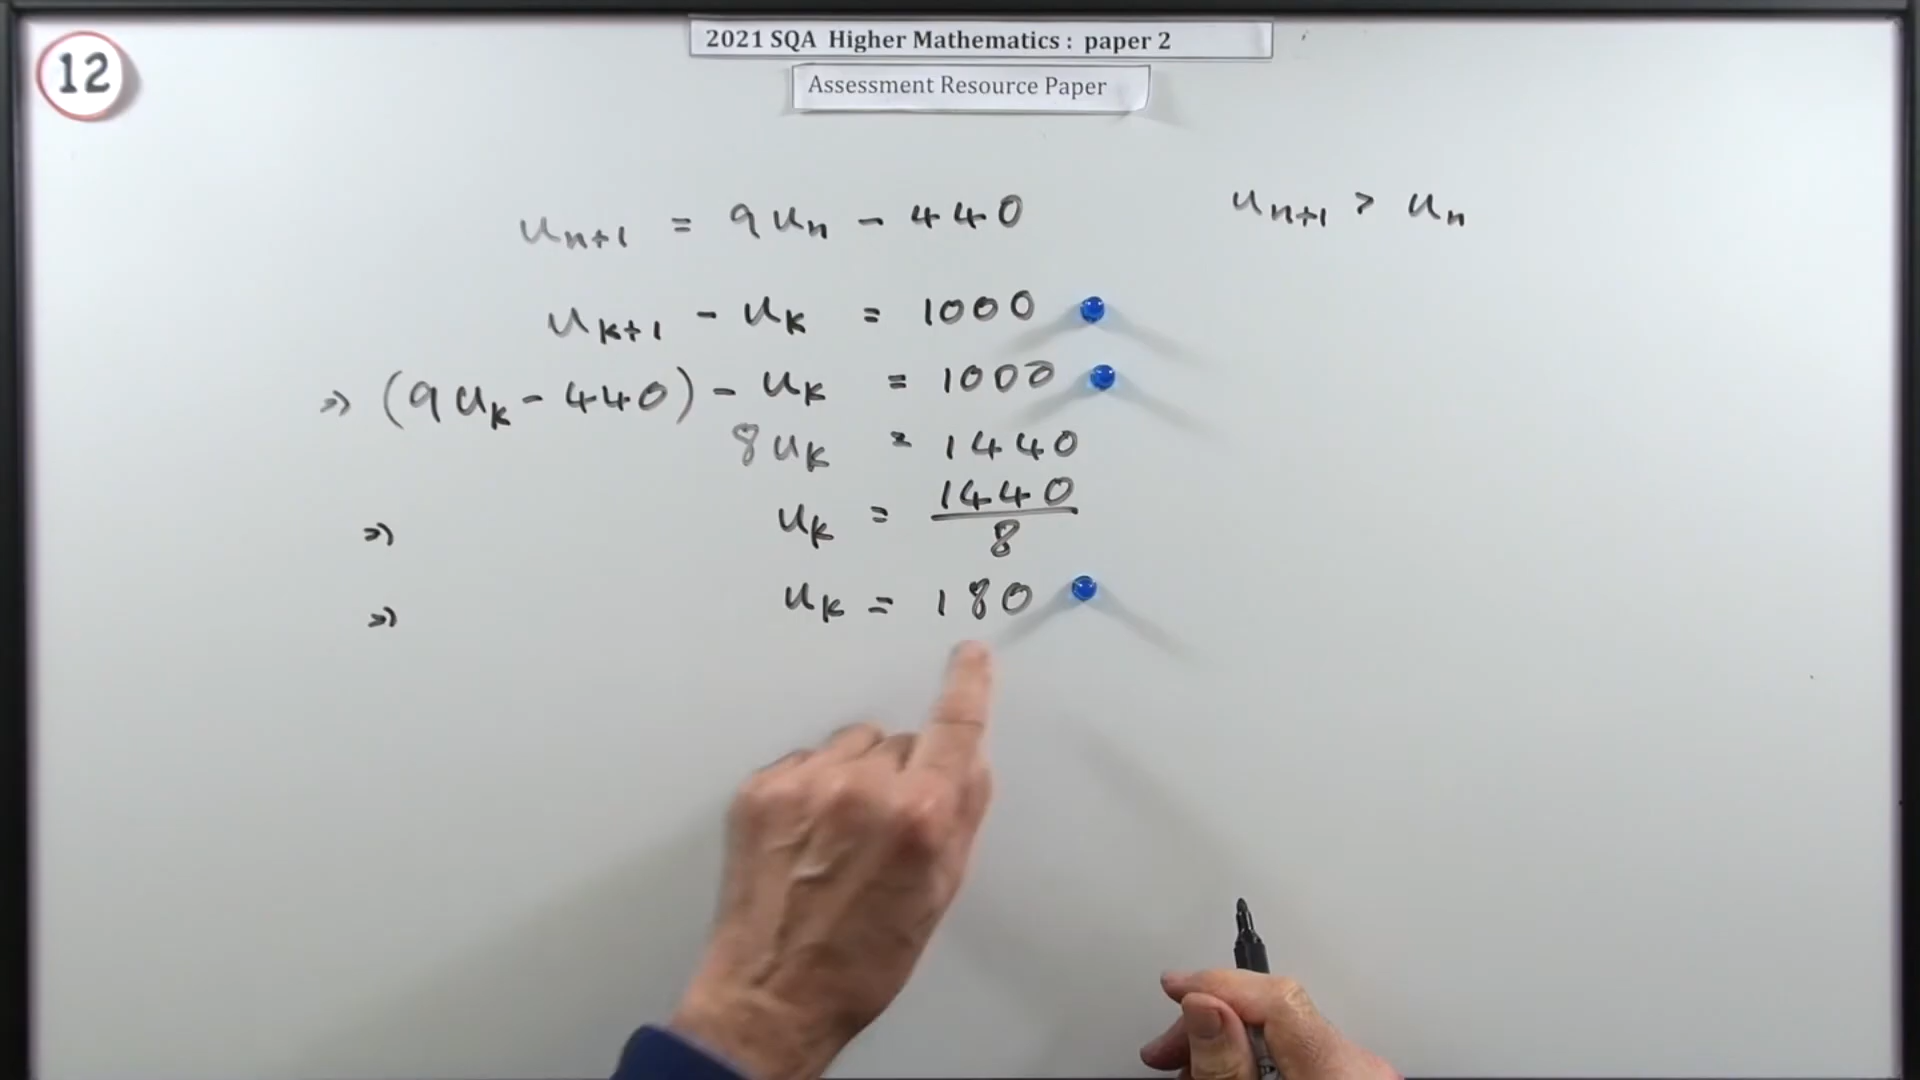 12
2021 SQA Higher Mathematics : paper 2
Assessment Resource Paper
uₙ₊₁ = 9uₙ - 440
uₙ₊₁ > uₙ
uₖ₊₁ - uₖ = 1000
⇒ (9uₖ - 440) - uₖ = 1000
8uₖ = 1440
⇒ uₖ = 1440/8
⇒ uₖ = 180